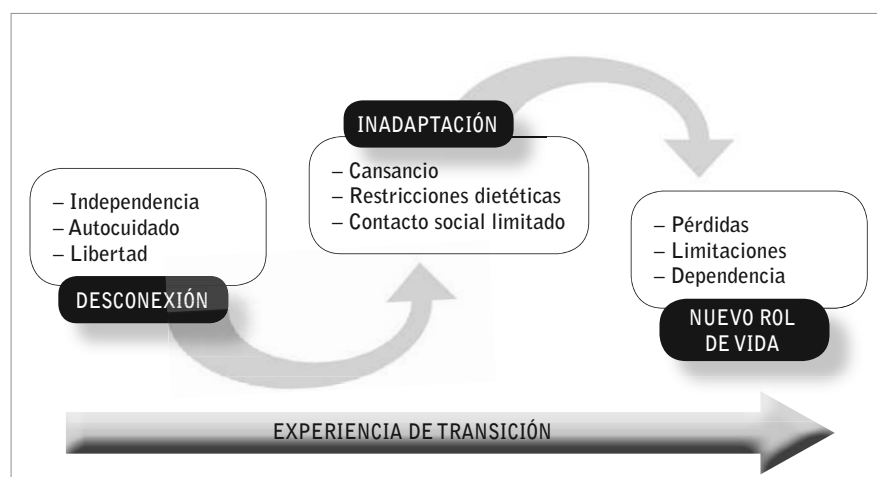 – Independencia
– Autocuidado
– Libertad
DESCONEXIÓN
INADAPTACIÓN
– Cansancio
– Restricciones dietéticas
– Contacto social limitado
– Pérdidas
– Limitaciones
– Dependencia
NUEVO ROL
DE VIDA
EXPERIENCIA DE TRANSICIÓN